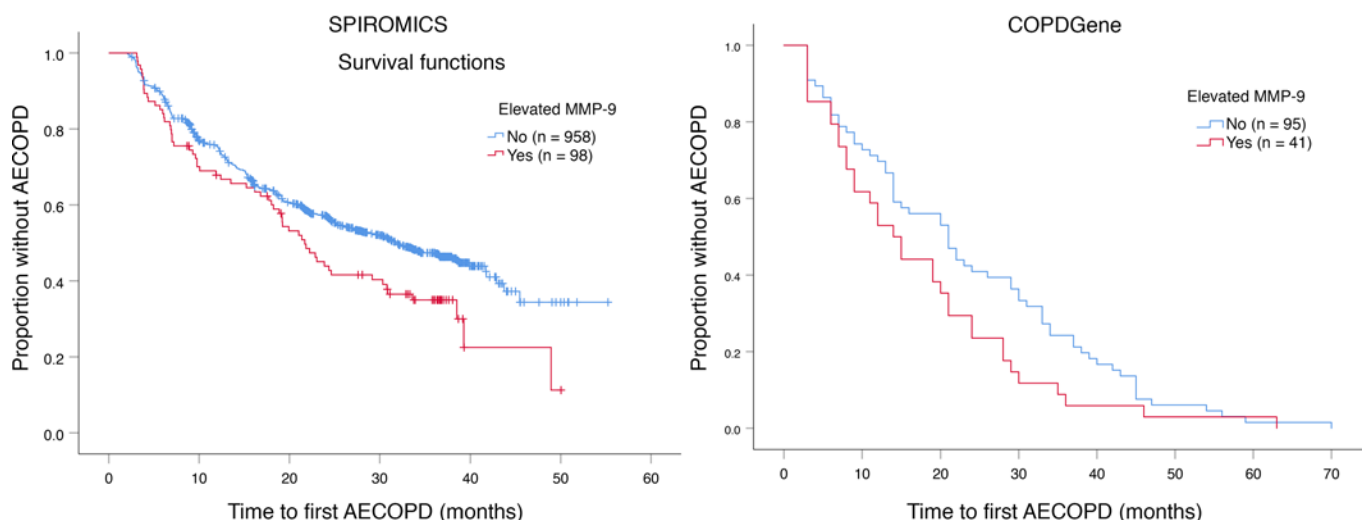 SPIROMICS
Survival functions
Elevated MMP-9
No (n = 958)
Yes (n = 98)
Proportion without AECOPD
1.0
0.8
0.6
0.4
0.2
0.0
0 10 20 30 40 50 60
Time to first AECOPD (months)
COPDGene
Elevated MMP-9
No (n = 95)
Yes (n = 41)
Proportion without AECOPD
1.0
0.8
0.6
0.4
0.2
0.0
0 10 20 30 40 50 60 70
Time to first AECOPD (months)